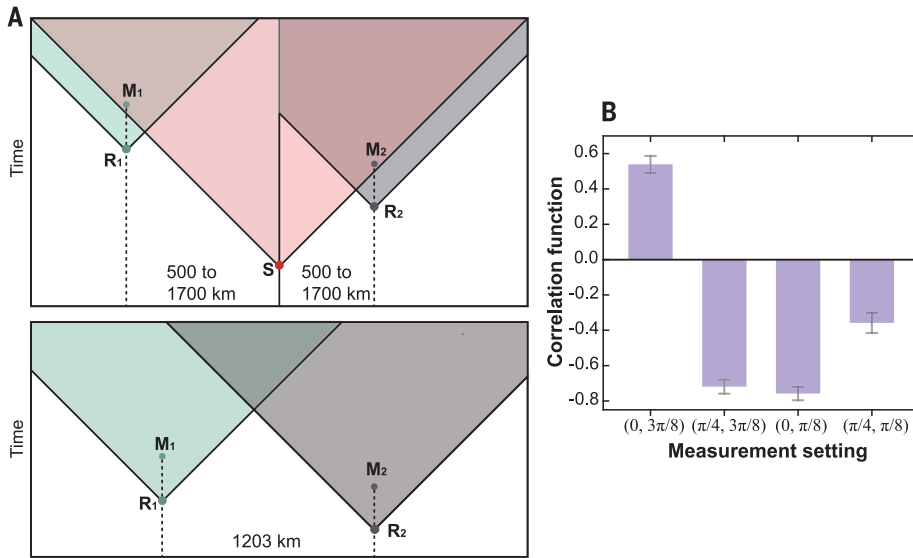 A
Time
M1
R1
M2
R2
S
500 to
1700 km
500 to
1700 km
Time
M1
R1
M2
R2
1203 km
B
Correlation function
0.6
0.4
0.2
0.0
-0.2
-0.4
-0.6
-0.8
(0, 3π/8) (π/4, 3π/8) (0, π/8) (π/4, π/8)
Measurement setting